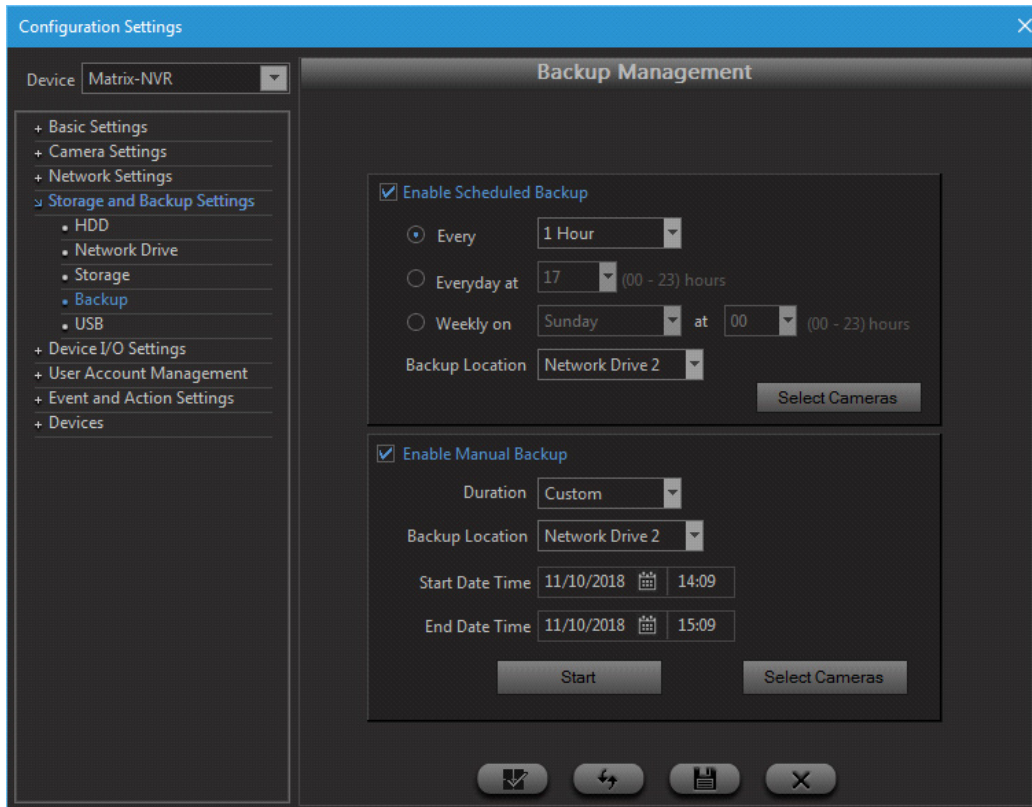 Configuration Settings
Device Matrix-NVR
Backup Management
+ Basic Settings
+ Camera Settings
+ Network Settings
Storage and Backup Settings
• HDD
• Network Drive
• Storage
• Backup
• USB
+ Device I/O Settings
+ User Account Management
+ Event and Action Settings
+ Devices
Enable Scheduled Backup
Every 1 Hour
Everyday at 17 (00 - 23) hours
Weekly on Sunday at 00 (00 - 23) hours
Backup Location Network Drive 2
Select Cameras
Enable Manual Backup
Duration Custom
Backup Location Network Drive 2
Start Date Time 11/10/2018 14:09
End Date Time 11/10/2018 15:09
Start Select Cameras